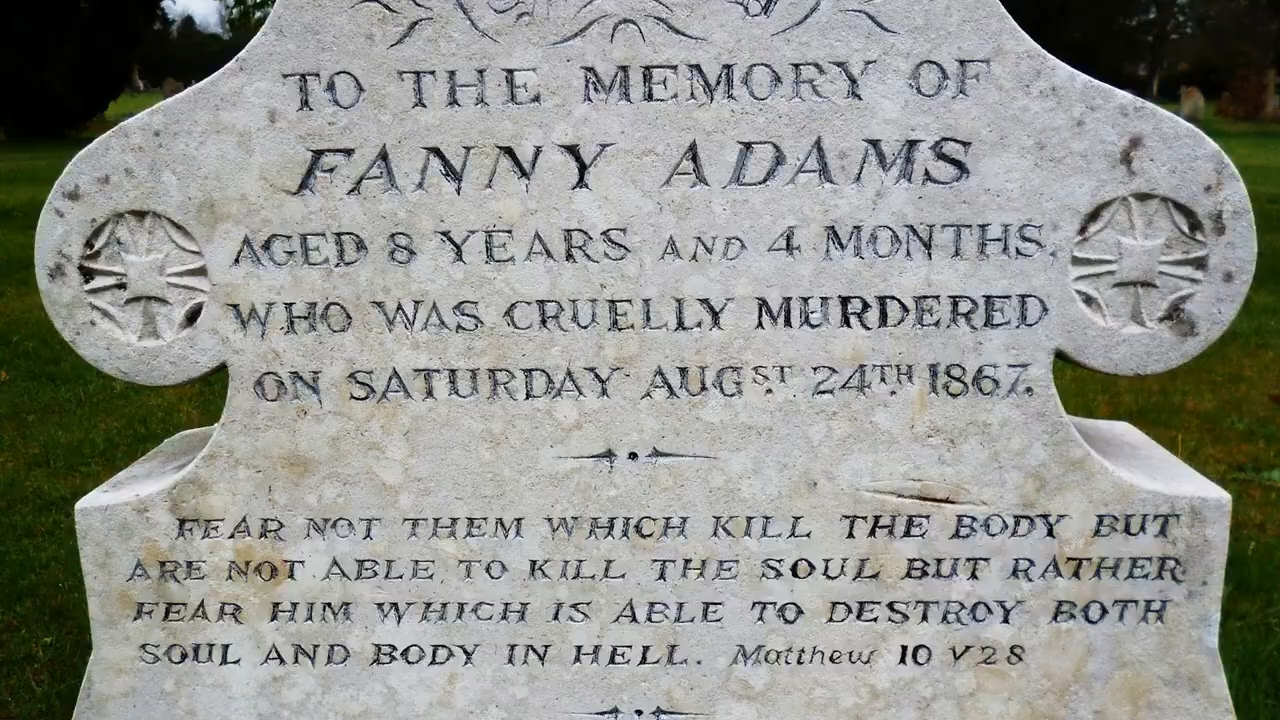 TO THE MEMORY OF
FANNY ADAMS
AGED 8 YEARS AND 4 MONTHS.
WHO WAS CRUELLY MURDERED
ON SATURDAY AUGST. 24TH. 1867.
FEAR NOT THEM WHICH KILL THE BODY BUT
ARE NOT ABLE TO KILL THE SOUL BUT RATHER
FEAR HIM WHICH IS ABLE TO DESTROY BOTH
SOUL AND BODY IN HELL. Matthew 10 V 28